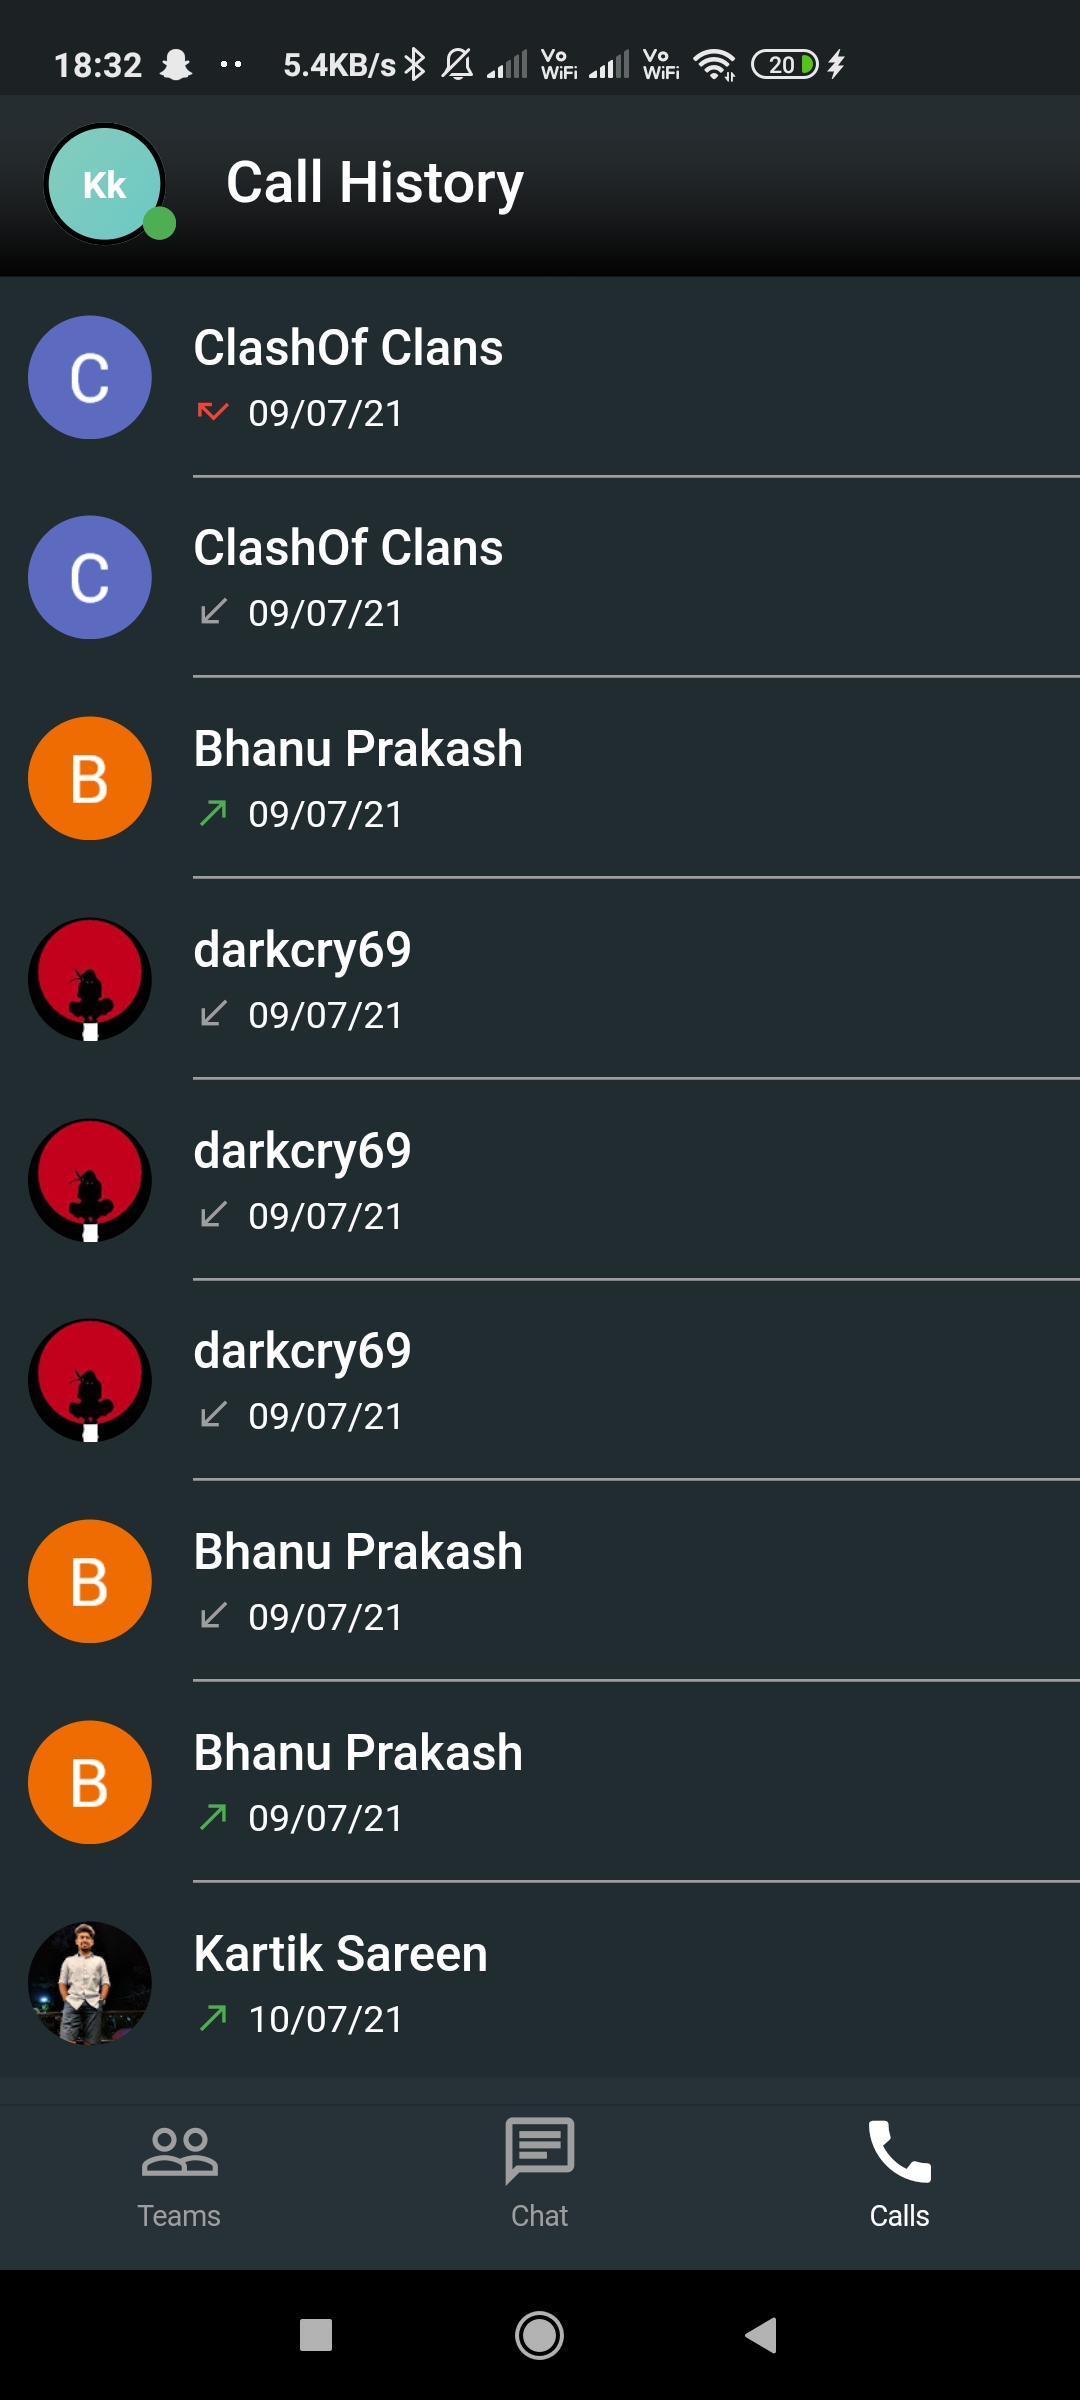 18:32 5.4KB/s Vo WiFi Vo WiFi 20
Kk Call History
C ClashOf Clans
09/07/21
C ClashOf Clans
09/07/21
B Bhanu Prakash
09/07/21
darkcry69
09/07/21
darkcry69
09/07/21
darkcry69
09/07/21
B Bhanu Prakash
09/07/21
B Bhanu Prakash
09/07/21
Kartik Sareen
10/07/21
Teams Chat Calls